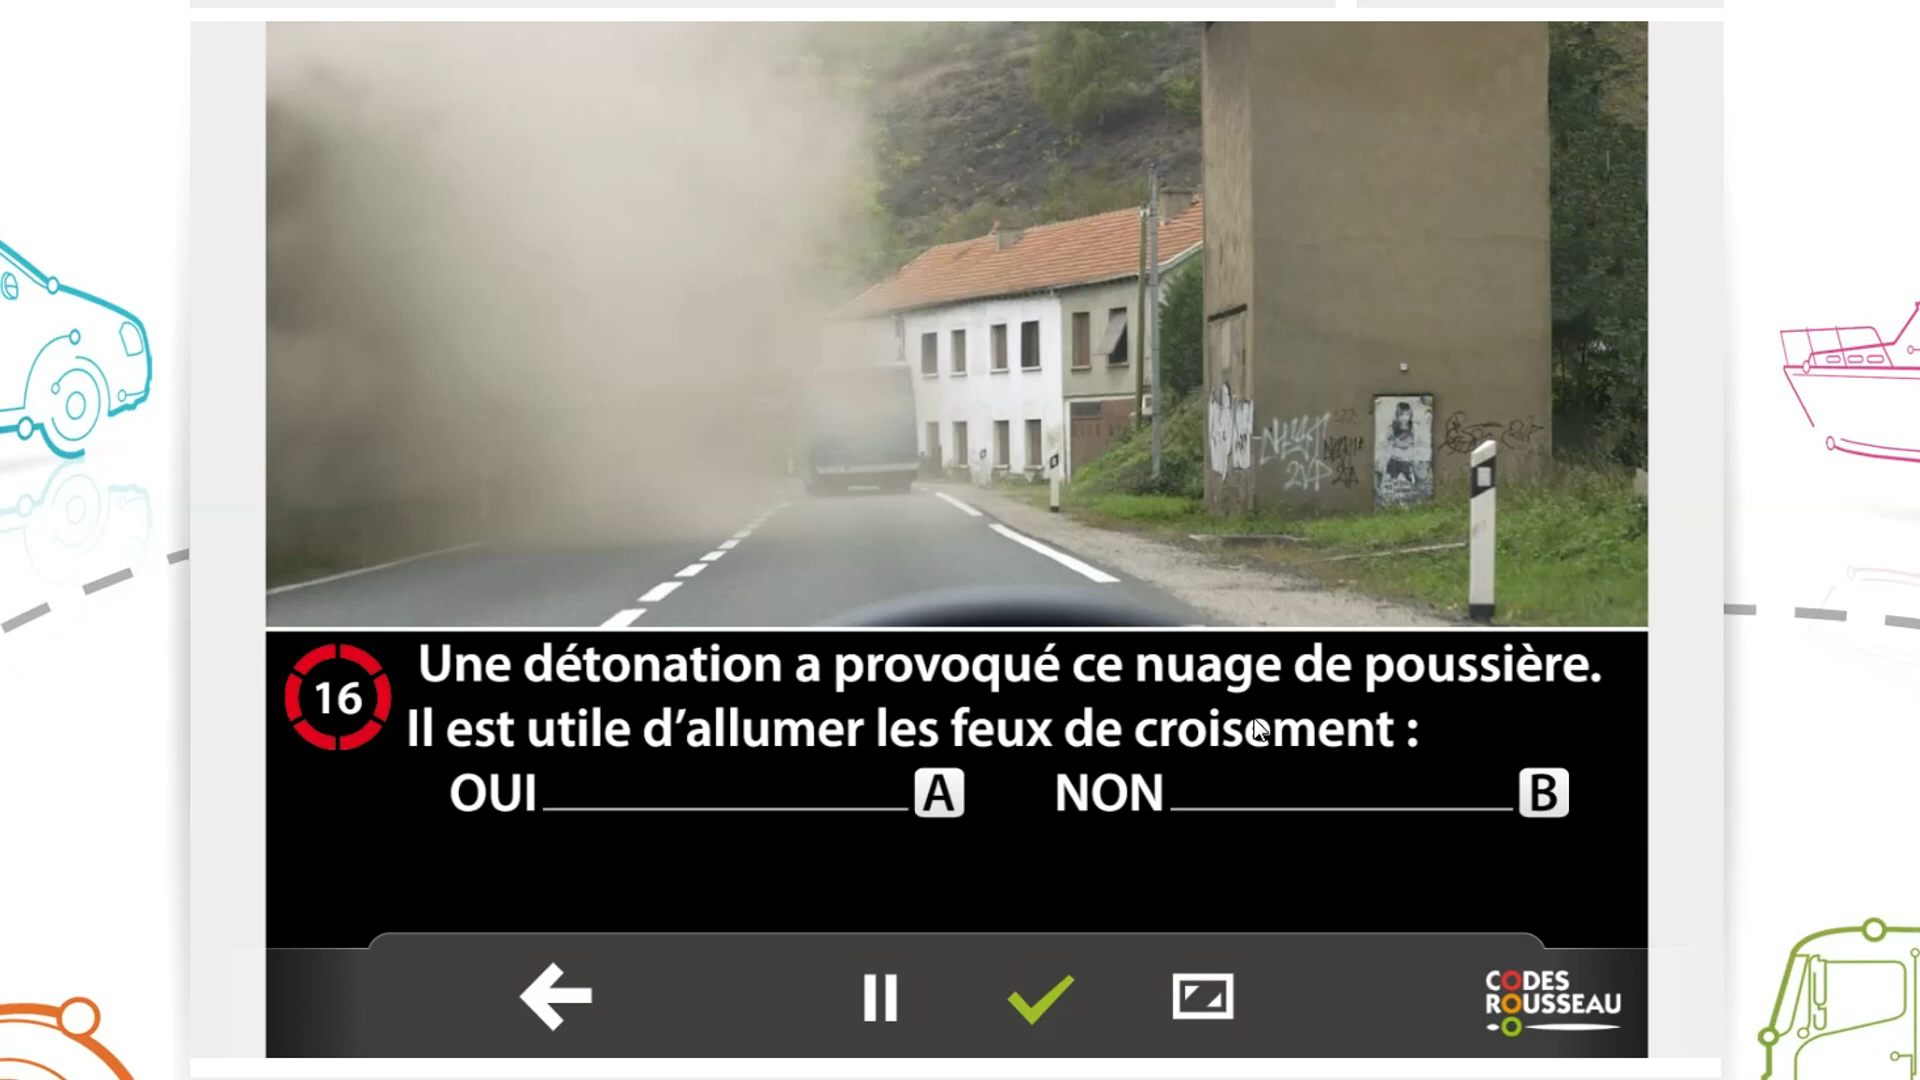 16
Une détonation a provoqué ce nuage de poussière.
Il est utile d’allumer les feux de croisement :
OUI A NON B
CODES
ROUSSEAU